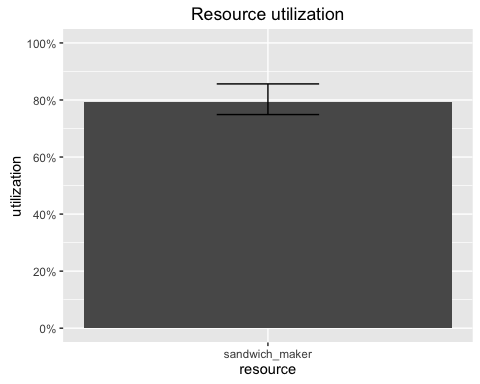 Resource utilization
100%
80%
60%
40%
20%
0%
utilization
sandwich_maker
resource